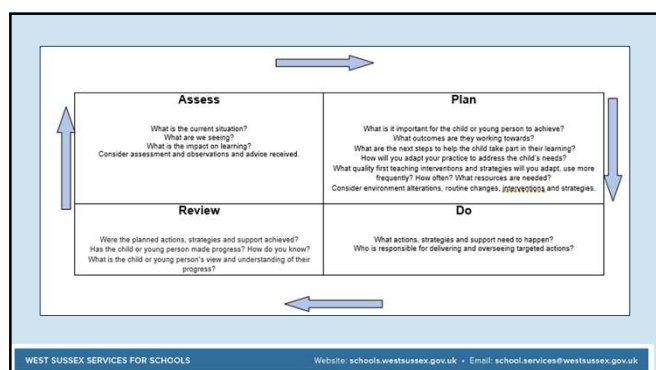 Assess
What is the current situation?
What are we seeing?
What is the impact on learning?
Consider assessment and observations and advice received.
Plan
What is it important for the child or young person to achieve?
What outcomes are they working towards?
What are the next steps to help the child take part in their learning?
How will you adapt your practice to address the child's needs?
What quality first teaching interventions and strategies will you adapt, use more
frequently? How often? What resources are needed?
Consider environment alterations, routine changes, interventions and strategies.
Review
Were the planned actions, strategies and support achieved?
Has the child or young person made progress? How do you know?
What is the child or young person's view and understanding of their
progress?
Do
What actions, strategies and support need to happen?
Who is responsible for delivering and overseeing targeted actions?
WEST SUSSEX SERVICES FOR SCHOOLS
Website: schools.westsussex.gov.uk • Email: school.services@westsussex.gov.uk